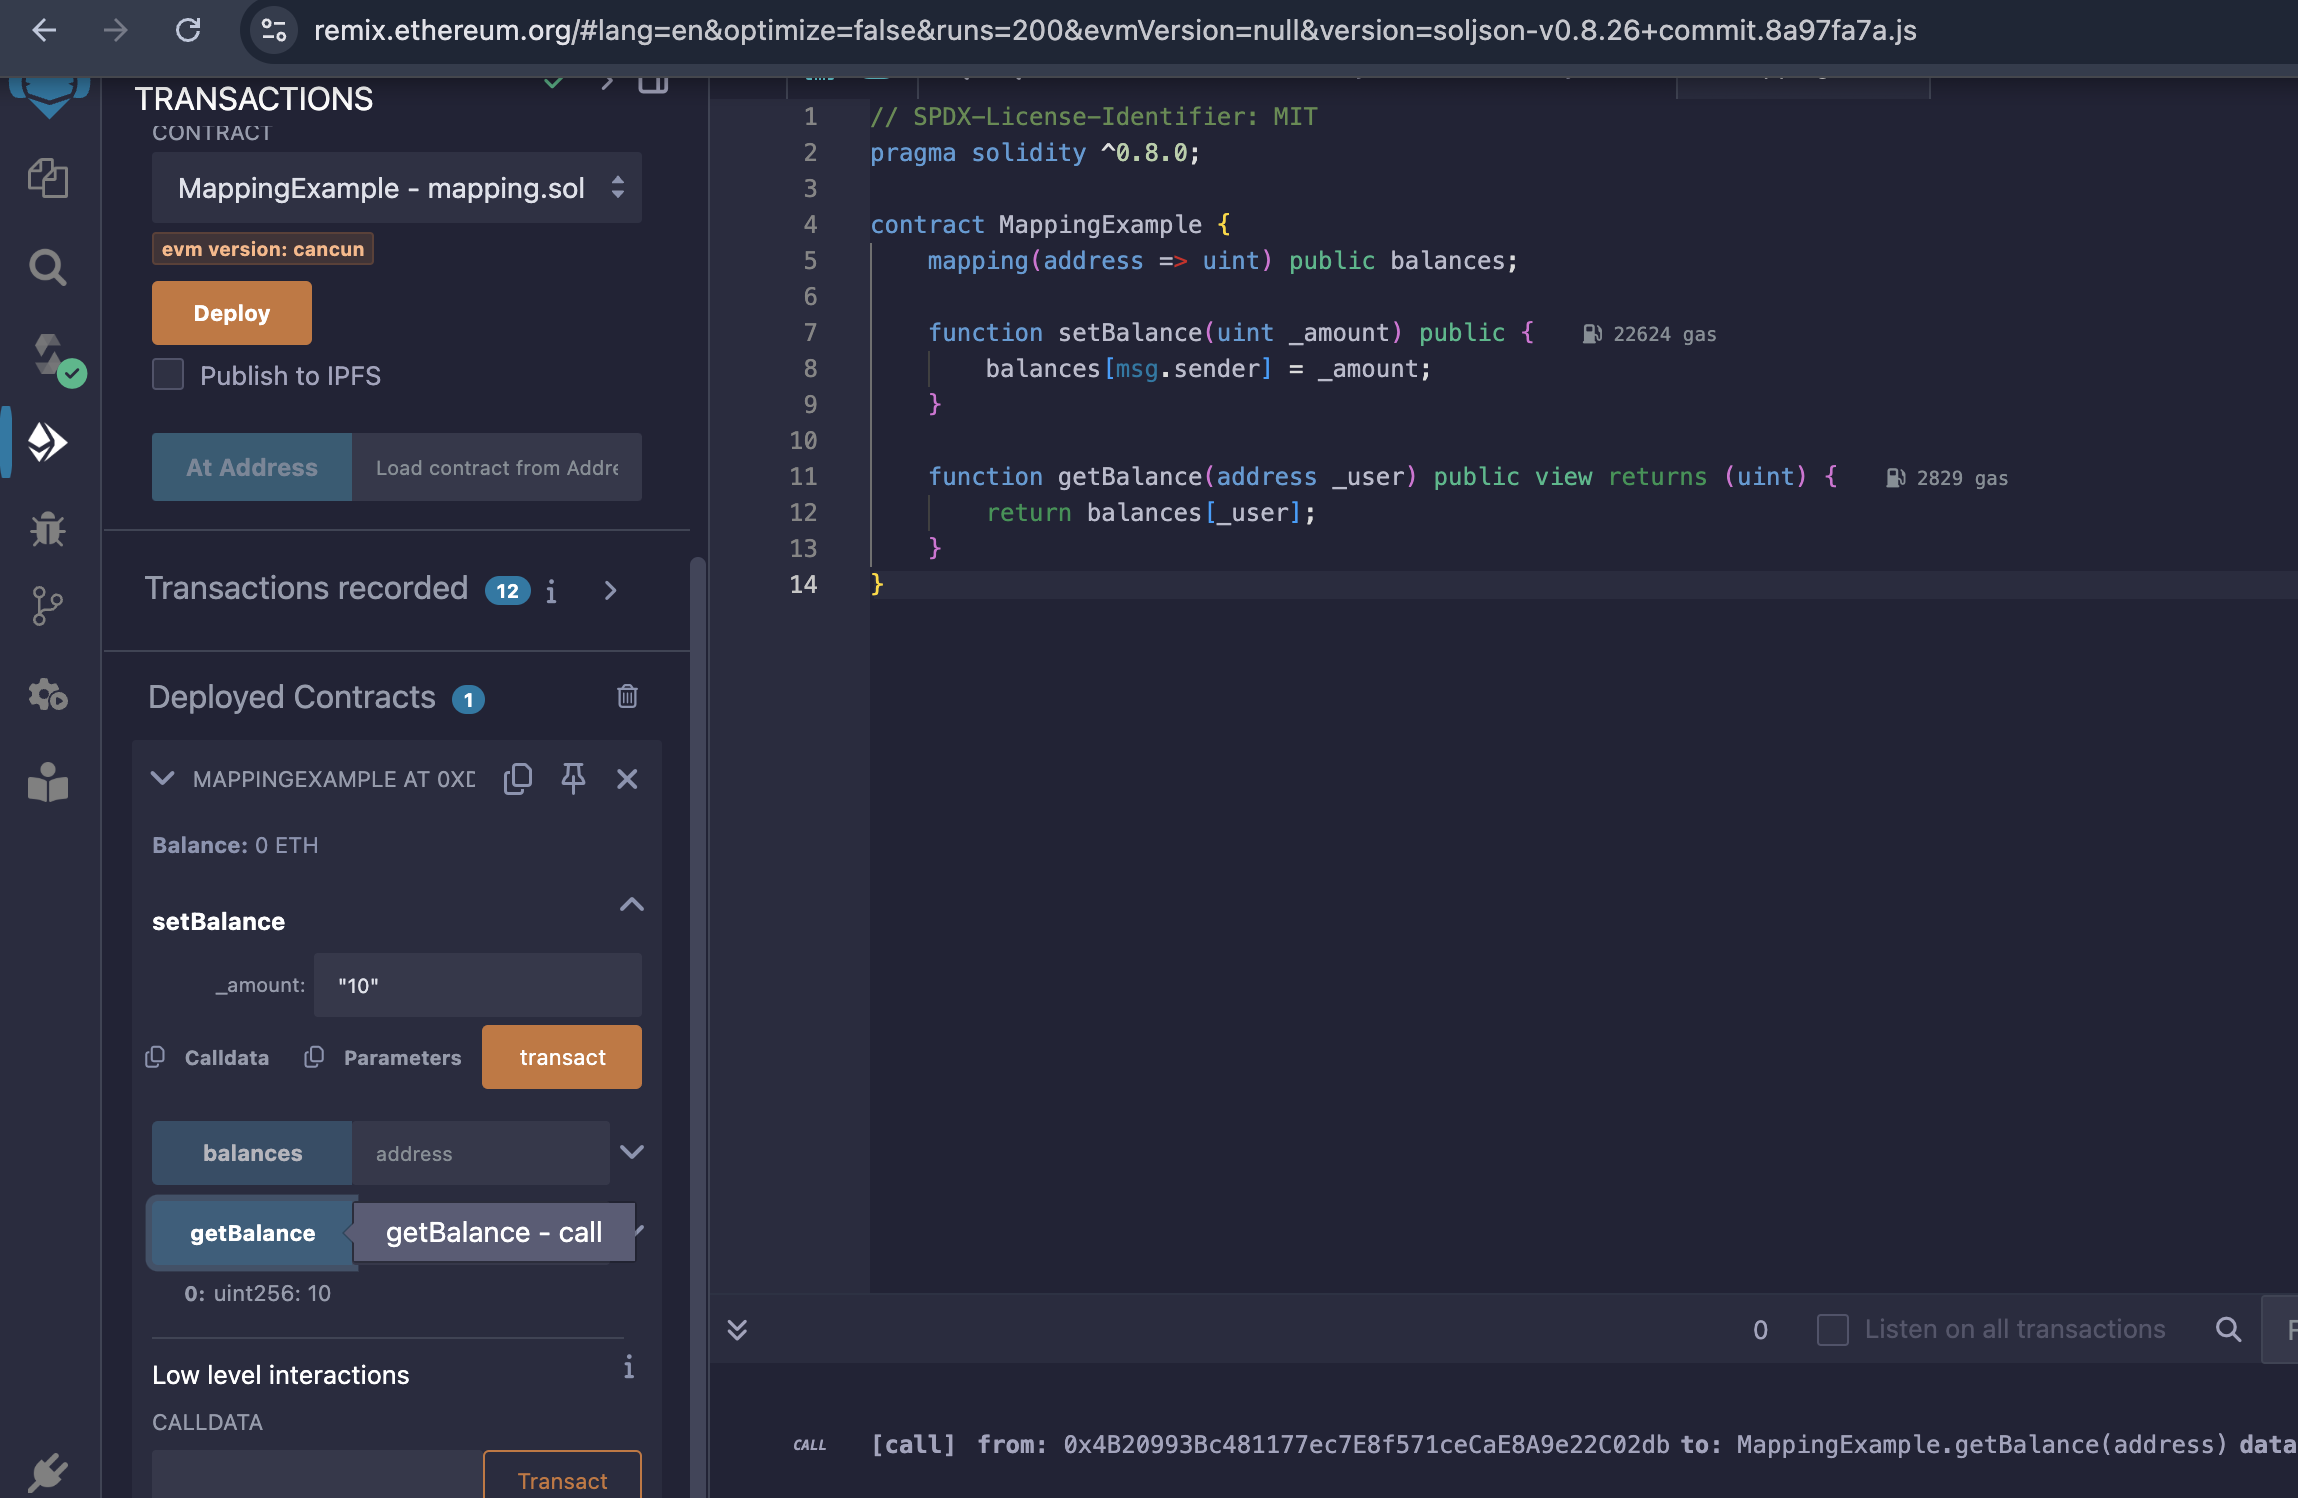 remix.ethereum.org/#lang=en&optimize=false&runs=200&evmVersion=null&version=soljson-v0.8.26+commit.8a97fa7a.js
TRANSACTIONS
CONTRACT
MappingExample - mapping.sol
evm version: cancun
Deploy
Publish to IPFS
At Address
Load contract from Addre
Transactions recorded 12 i
Deployed Contracts 1
MAPPINGEXAMPLE AT 0XD
Balance: 0 ETH
setBalance
_amount: "10"
Calldata Parameters transact
balances address
getBalance getBalance - call
0: uint256: 10
Low level interactions i
CALLDATA
Transact
1 // SPDX-License-Identifier: MIT
2 pragma solidity ^0.8.0;
3
4 contract MappingExample {
5 mapping(address => uint) public balances;
6
7 function setBalance(uint _amount) public { 22624 gas
8 balances[msg.sender] = _amount;
9 }
10
11 function getBalance(address _user) public view returns (uint) { 2829 gas
12 return balances[_user];
13 }
14 }
0 Listen on all transactions
CALL [call] from: 0x4B20993Bc481177ec7E8f571ceCaE8A9e22C02db to: MappingExample.getBalance(address) data